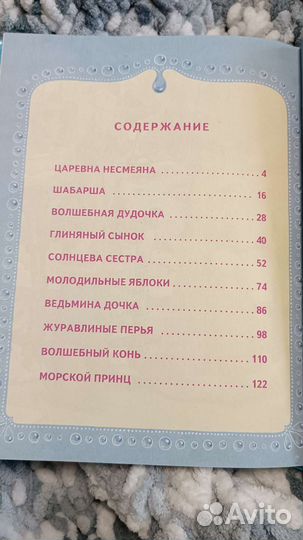 СОДЕРЖАНИЕ
ЦАРЕВНА НЕСМЕЯНА 4
ШАБАРША 16
ВОЛШЕБНАЯ ДУДОЧКА 28
ГЛИНЯНЫЙ СЫНОК 40
СОЛНЦЕВА СЕСТРА 52
МОЛОДИЛЬНЫЕ ЯБЛОКИ 74
ВЕДЬМИНА ДОЧКА 86
ЖУРАВЛИНЫЕ ПЕРЬЯ 98
ВОЛШЕБНЫЙ КОНЬ 110
МОРСКОЙ ПРИНЦ 122
Avito